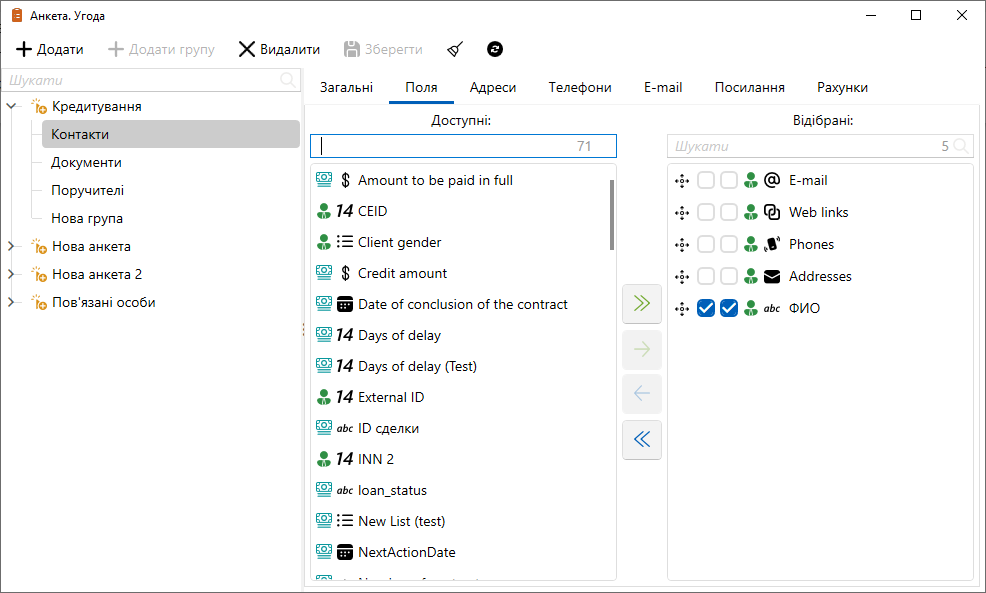 Анкета. Угода
Додати Додати групу Видалити Зберегти
Шукати
Кредитування
Контакти
Документи
Поручителі
Нова група
Нова анкета
Нова анкета 2
Пов'язані особи
Загальні Поля Адреси Телефони E-mail Посилання Рахунки
Доступні:
71
$ Amount to be paid in full
14 CEID
Client gender
$ Credit amount
Date of conclusion of the contract
14 Days of delay
14 Days of delay (Test)
14 External ID
abc ID сделки
14 INN 2
abc loan_status
New List (test)
NextActionDate
Відібрані:
Шукати 5
@ E-mail
Web links
Phones
Addresses
abc ФИО